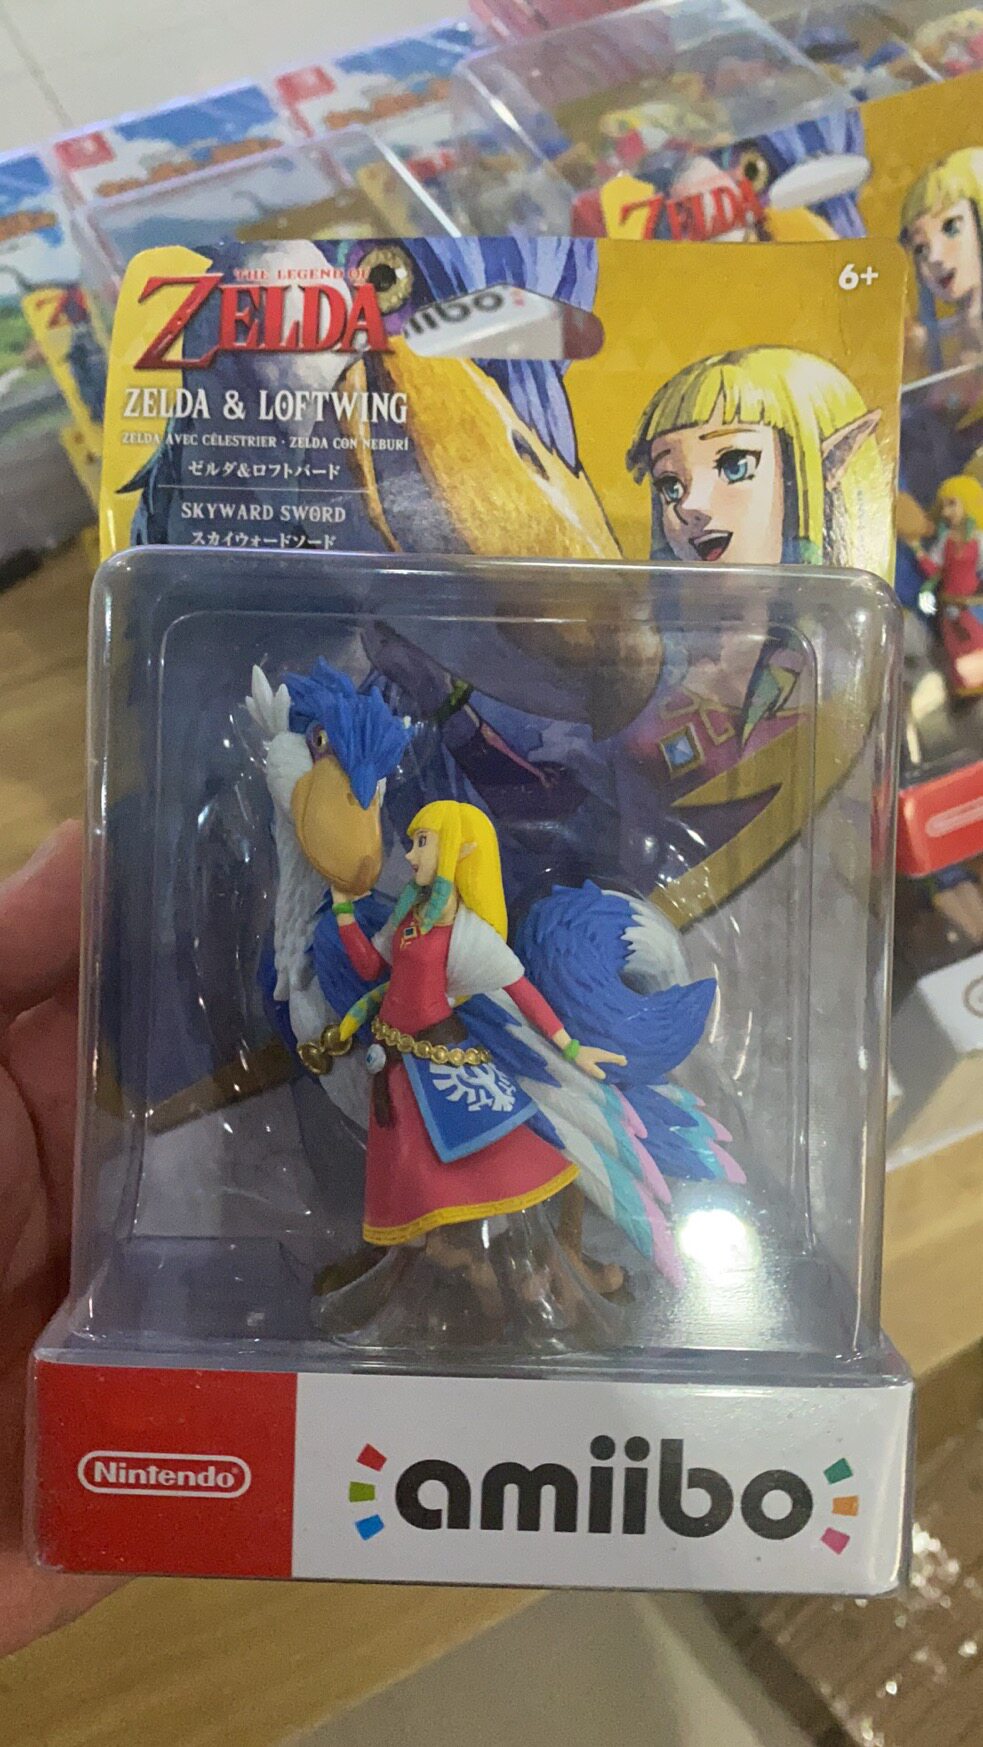 THE LEGEND OF
ZELDA
6+
ZELDA & LOFTWING
ZELDA AVEC CÉLESTRIER · ZELDA CON NEBURÍ
ゼルダ&ロフトバード
SKYWARD SWORD
スカイウォードソード
Nintendo
amiibo
ZELDA